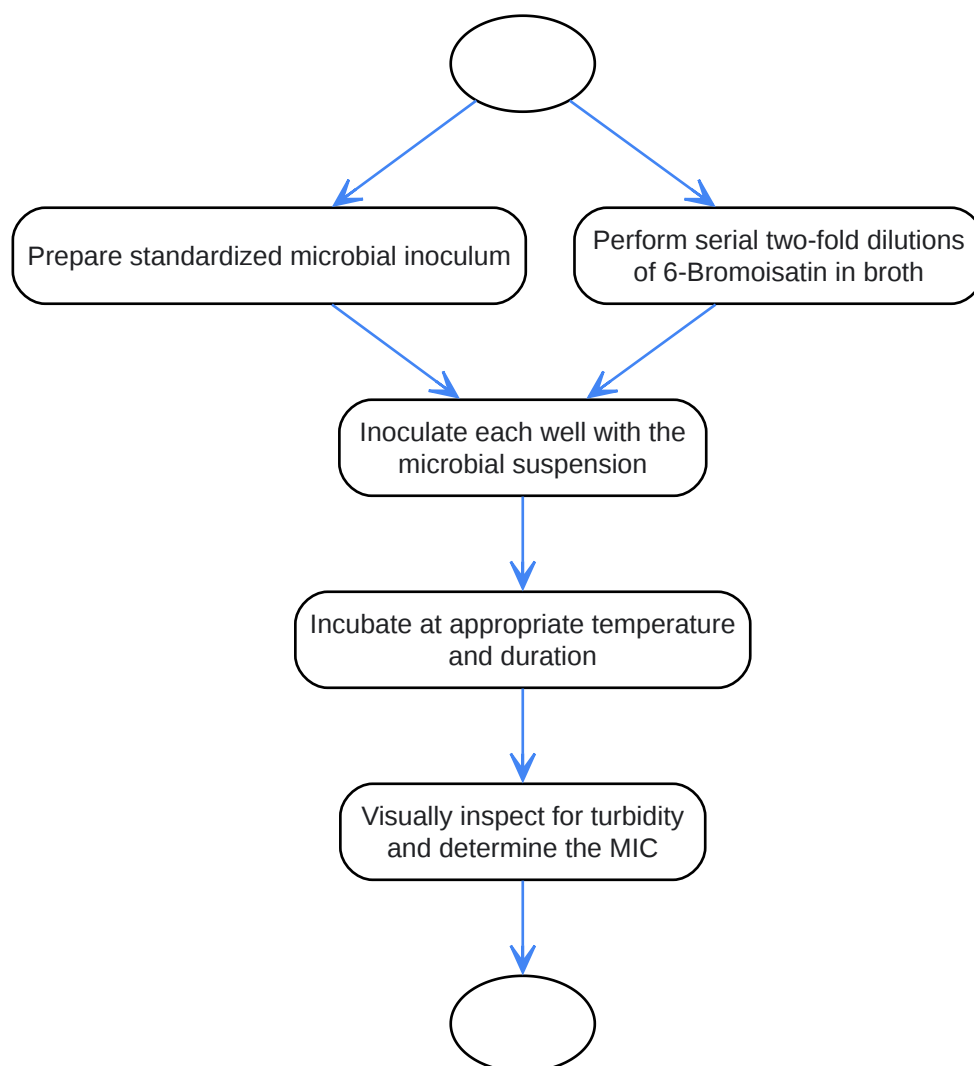 Prepare standardized microbial inoculum
Perform serial two-fold dilutions
of 6-Bromoisatin in broth
Inoculate each well with the
microbial suspension
Incubate at appropriate temperature
and duration
Visually inspect for turbidity
and determine the MIC